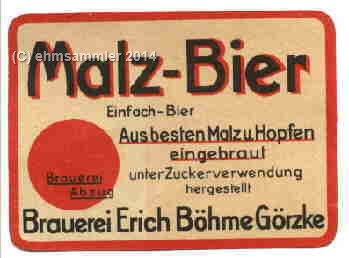 (C) ehmsammler 2014
Malz-Bier
Einfach-Bier
Aus besten Malz u. Hopfen
eingebraut
unter Zuckerverwendung
hergestellt
Brauerei
Abzug
Brauerei Erich Böhme Görzke